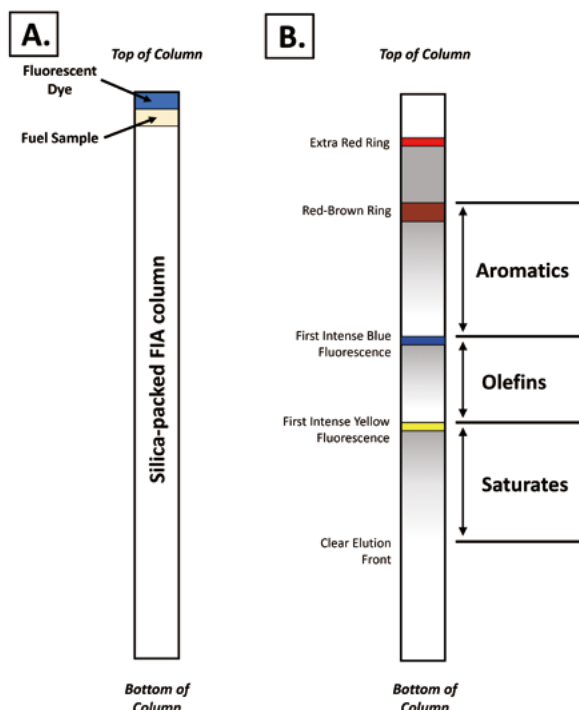 A.
Top of Column
Fluorescent
Dye
Fuel Sample
Silica-packed FIA column
Bottom of
Column
B.
Top of Column
Extra Red Ring
Red-Brown Ring
Aromatics
First Intense Blue
Fluorescence
Olefins
First Intense Yellow
Fluorescence
Saturates
Clear Elution
Front
Bottom of
Column